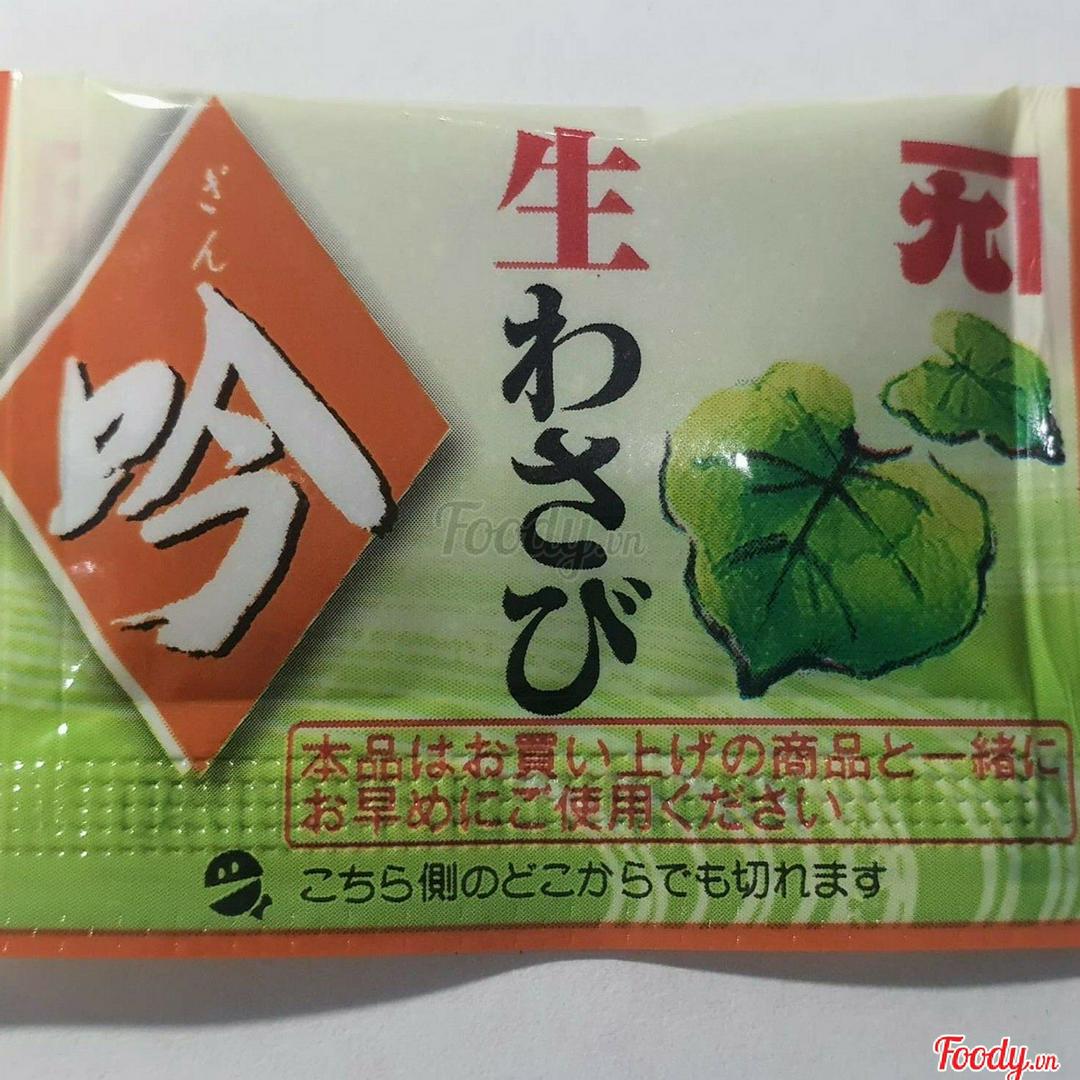 ぎん
吟
生わさび
本品はお買い上げの商品と一緒に
お早めにご使用ください
こちら側のどこからでも切れます
Foody.vn
Foody.vn